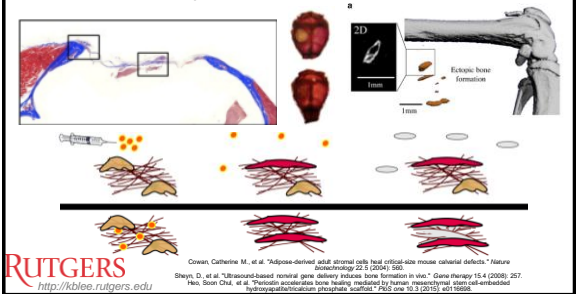 a
2D
1mm
Ectopic bone
formation
1mm
Cowan, Catherine M., et al. "Adipose-derived adult stromal cells heal critical-size mouse calvarial defects." Nature
biotechnology 22.5 (2004): 560.
Sheyn, D., et al. "Ultrasound-based nonviral gene delivery induces bone formation in vivo." Gene therapy 15.4 (2008): 257.
Heo, Soon Chul, et al. "Periostin accelerates bone healing mediated by human mesenchymal stem cell-embedded
hydroxyapatite/tricalcium phosphate scaffold." PloS one 10.3 (2015): e0116698.
RUTGERS
http://kblee.rutgers.edu